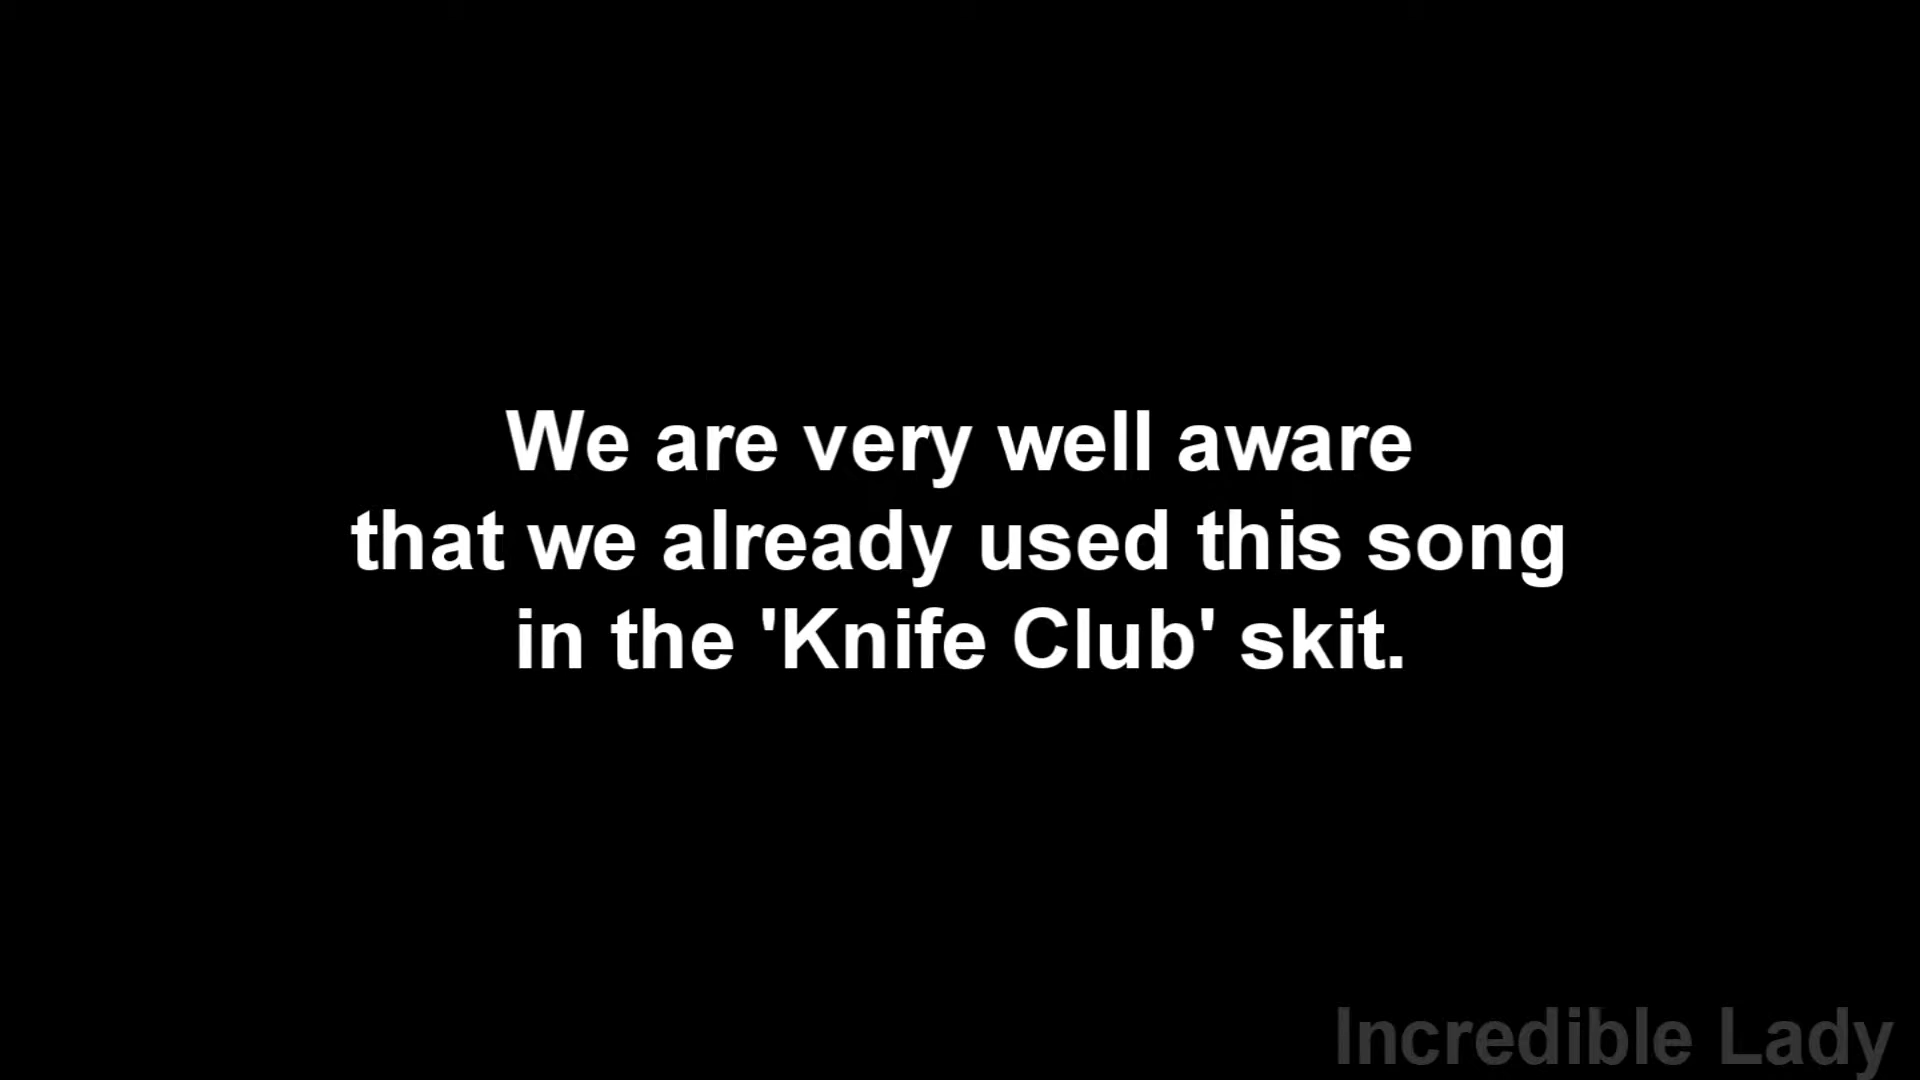 We are very well aware
that we already used this song
in the 'Knife Club' skit.
Incredible Lady